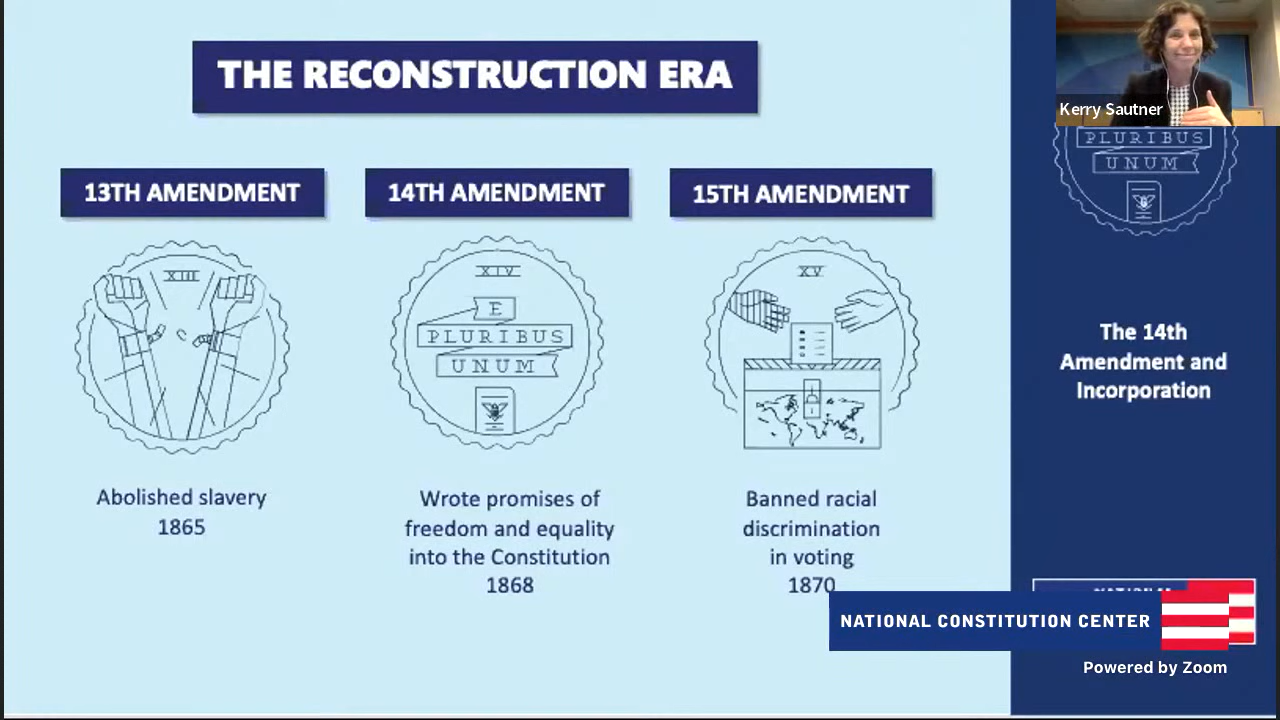 THE RECONSTRUCTION ERA
Kerry Sautner
13TH AMENDMENT
14TH AMENDMENT
15TH AMENDMENT
XIII
XIV
E
PLURIBUS
UNUM
XV
Abolished slavery
1865
Wrote promises of
freedom and equality
into the Constitution
1868
Banned racial
discrimination
in voting
1870
PLURIBUS
UNUM
The 14th
Amendment and
Incorporation
NATIONAL CONSTITUTION CENTER
Powered by Zoom